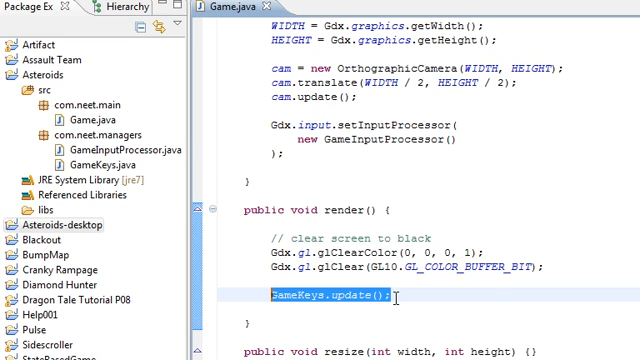 Package Ex
Hierarchy
Artifact
Assault Team
Asteroids
src
com.neet.main
Game.java
com.neet.managers
GameInputProcessor.java
GameKeys.java
JRE System Library [jre7]
Referenced Libraries
libs
Asteroids-desktop
Blackout
BumpMap
Cranky Rampage
Diamond Hunter
Dragon Tale Tutorial P08
Help001
Pulse
Sidescroller
StateBased
Game.java
WIDTH = Gdx.graphics.getWidth();
HEIGHT = Gdx.graphics.getHeight();
cam = new OrthographicCamera(WIDTH, HEIGHT);
cam.translate(WIDTH / 2, HEIGHT / 2);
cam.update();
Gdx.input.setInputProcessor(
new GameInputProcessor()
);
}
public void render() {
// clear screen to black
Gdx.gl.glClearColor(0, 0, 0, 1);
Gdx.gl.glClear(GL10.GL_COLOR_BUFFER_BIT);
GameKeys.update();
}
public void resize(int width, int height) {}